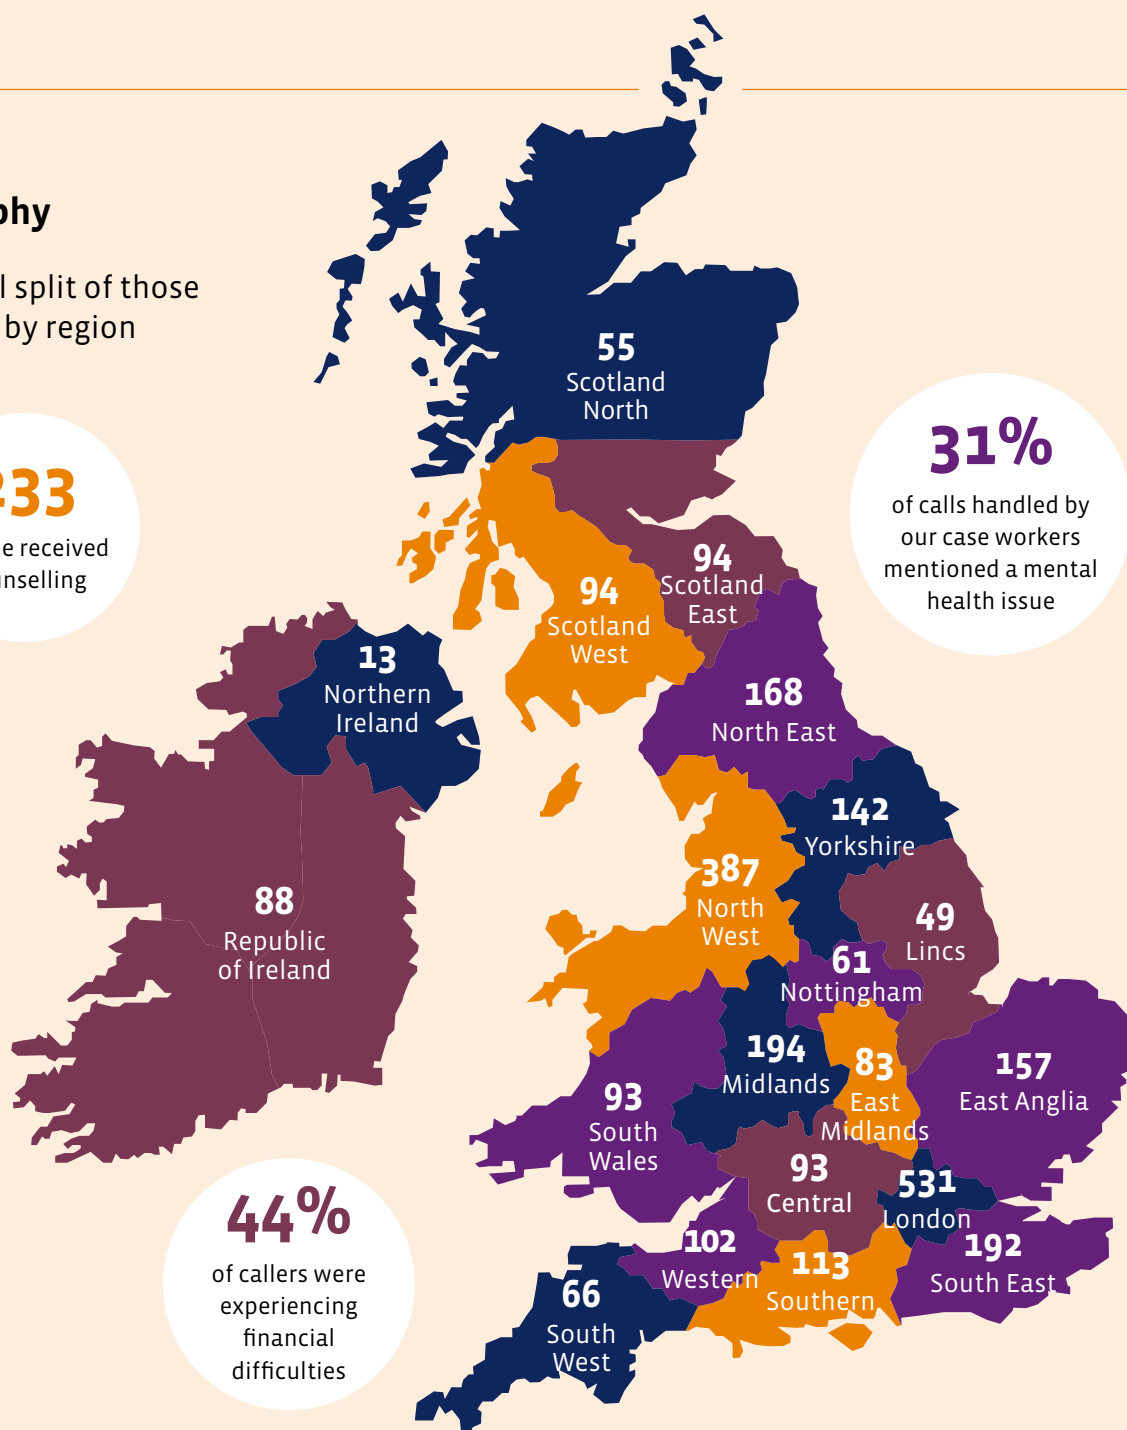 split of those
by region
received
55
Scotland
North
31%
of calls handled by
our case workers
mentioned a mental
health issue
94
Scotland
East
94
Scotland
West
13
Northern
Ireland
168
North East
142
Yorkshire
387
North
West
88
Republic
of Ireland
49
Lincs
61
Nottingham
194
Midlands
83
East
Midlands
157
East Anglia
93
South
Wales
93
Central
531
London
102
Western
113
Southern
192
South East
66
South
West
44%
of callers were
experiencing
financial
difficulties